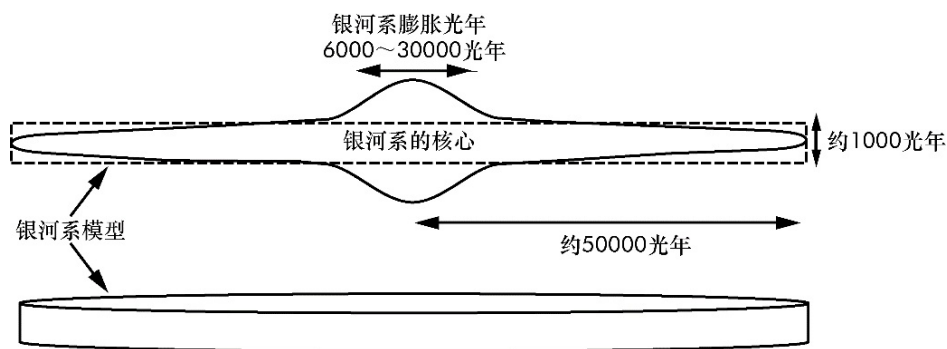 银河系膨胀光年
6000～30000光年
银河系的核心
约1000光年
银河系模型
约50000光年